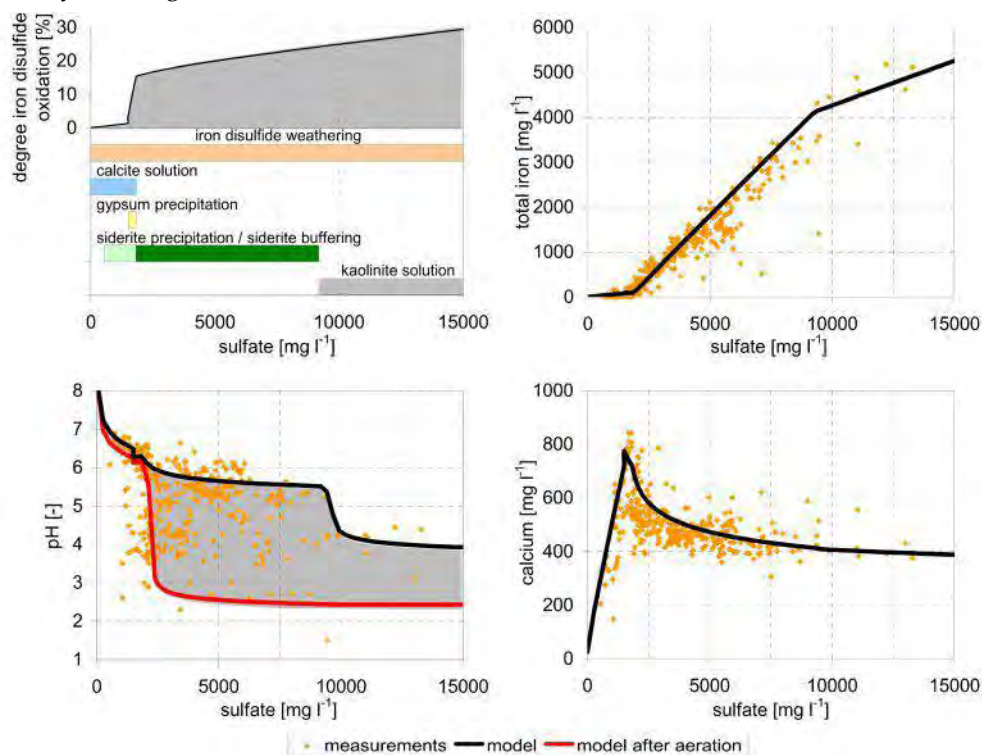 degree iron disulfide
oxidation [%]
30
20
10
0
iron disulfide weathering
calcite solution
gypsum precipitation
siderite precipitation / siderite buffering
kaolinite solution
0 5000 10000 15000
sulfate [mg l⁻¹]
total iron [mg l⁻¹]
6000
5000
4000
3000
2000
1000
0
0 5000 10000 15000
sulfate [mg l⁻¹]
pH [-]
8
7
6
5
4
3
2
1
0 5000 10000 15000
sulfate [mg l⁻¹]
calcium [mg l⁻¹]
1000
800
600
400
200
0
0 5000 10000 15000
sulfate [mg l⁻¹]
measurements model model after aeration